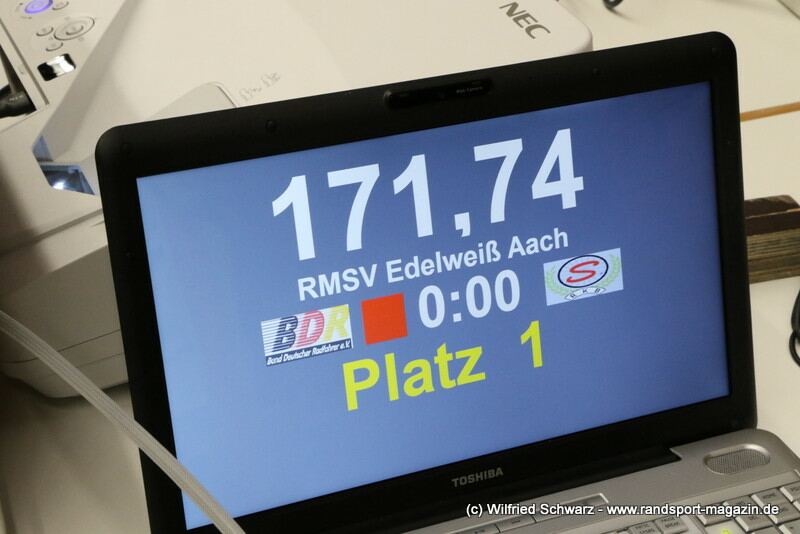 NEC
171,74
RMSV Edelweiß Aach
BDR
Bund Deutscher Radfahrer e.V.
0:00
S
Platz 1
TOSHIBA
(c) Wilfried Schwarz - www.randsport-magazin.de